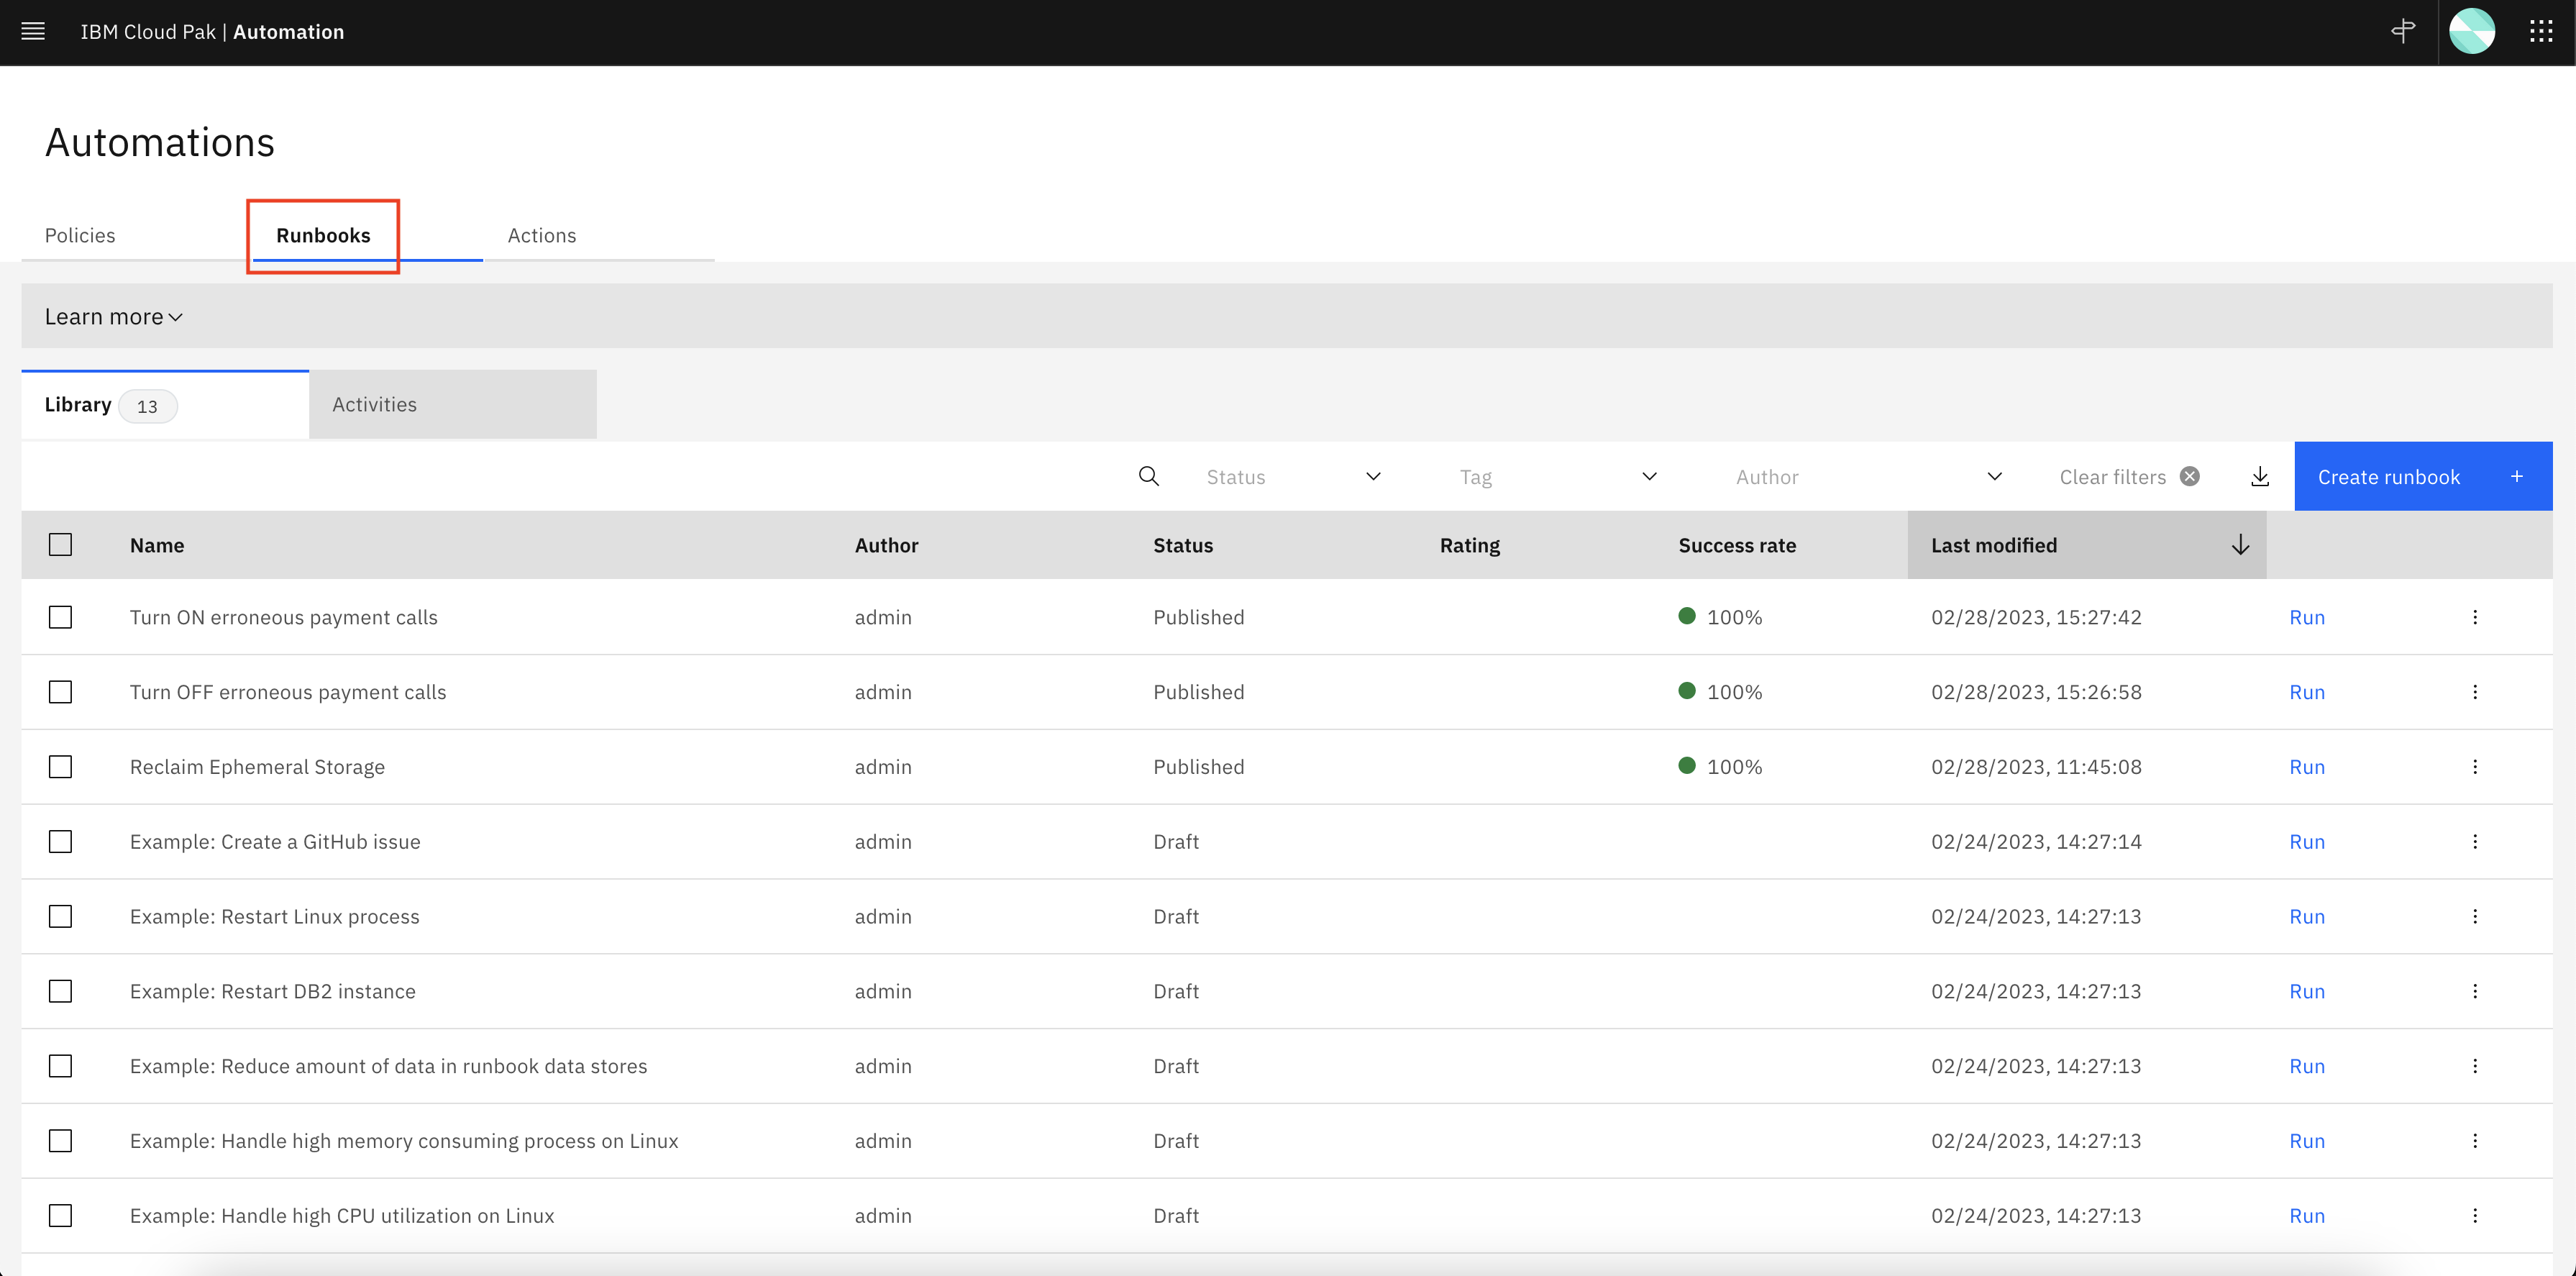 IBM Cloud Pak | Automation
Automations
Policies Runbooks Actions
Learn more
Library 13 Activities
Status Tag Author Clear filters Create runbook +
Name Author Status Rating Success rate Last modified
Turn ON erroneous payment calls admin Published 100% 02/28/2023, 15:27:42 Run
Turn OFF erroneous payment calls admin Published 100% 02/28/2023, 15:26:58 Run
Reclaim Ephemeral Storage admin Published 100% 02/28/2023, 11:45:08 Run
Example: Create a GitHub issue admin Draft 02/24/2023, 14:27:14 Run
Example: Restart Linux process admin Draft 02/24/2023, 14:27:13 Run
Example: Restart DB2 instance admin Draft 02/24/2023, 14:27:13 Run
Example: Reduce amount of data in runbook data stores admin Draft 02/24/2023, 14:27:13 Run
Example: Handle high memory consuming process on Linux admin Draft 02/24/2023, 14:27:13 Run
Example: Handle high CPU utilization on Linux admin Draft 02/24/2023, 14:27:13 Run